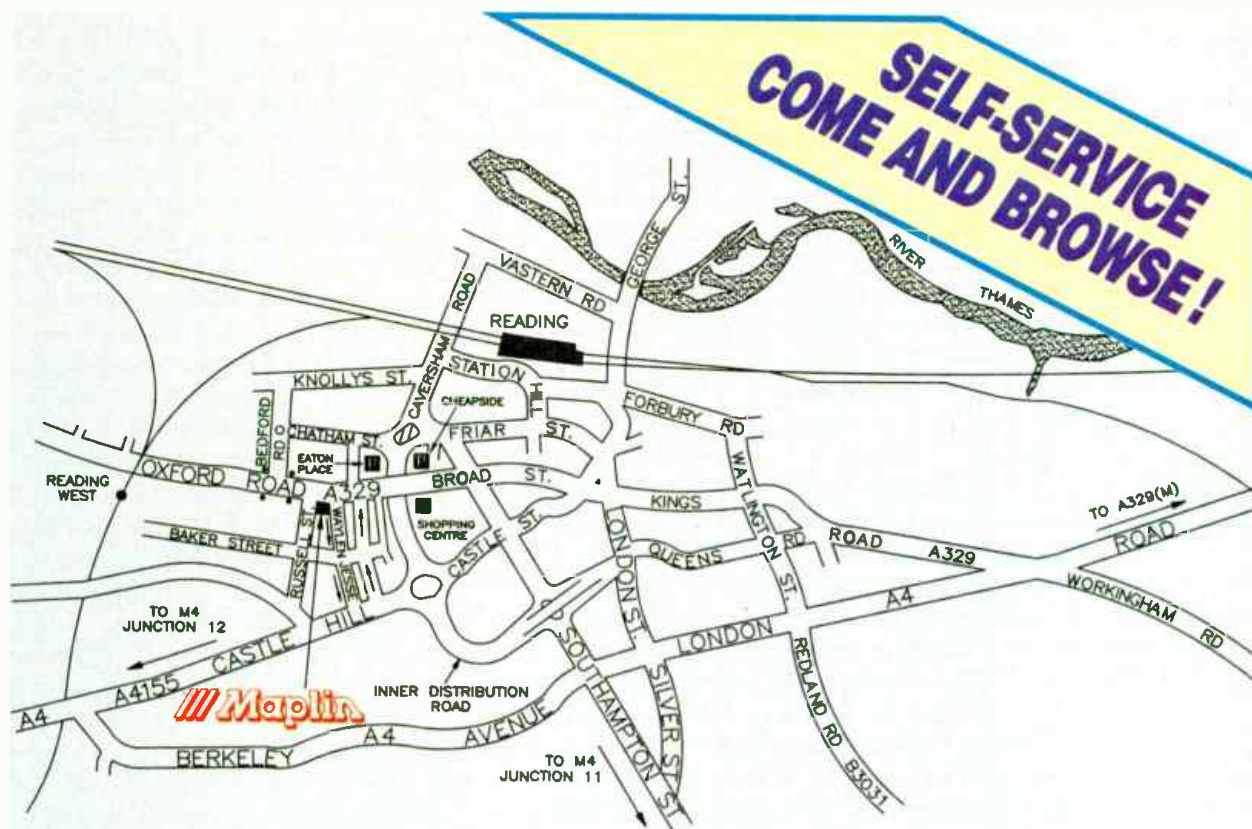 SELF-SERVICE
COME AND BROWSE!
RIVER
THAMES
GEORGE ST.
VASTERN RD
CAVERSHAM ROAD
READING
STATION HILL
KNOLLYS ST.
CHEAPSIDE
FORBURY RD
BEDFORD RD
CHATHAM ST.
FRIAR ST.
EATON
PLACE
OXFORD ROAD A329
BROAD ST.
READING
WEST
WATLINGTON ST.
KINGS ROAD A329
TO A329(M)
ROAD
SHOPPING
CENTRE
BAKER STREET
RUSSELL ST
WAYLEN
JESSE
CASTLE ST.
LONDON ST.
QUEENS RD
WORKINGHAM RD
TO M4
JUNCTION 12
CASTLE HILL
A4155
A4
LONDON
A4
SOUTHAMPTON ST.
SILVER ST
REDLAND RD B3031
INNER DISTRIBUTION
ROAD
Maplin
BERKELEY A4 AVENUE
TO M4
JUNCTION 11